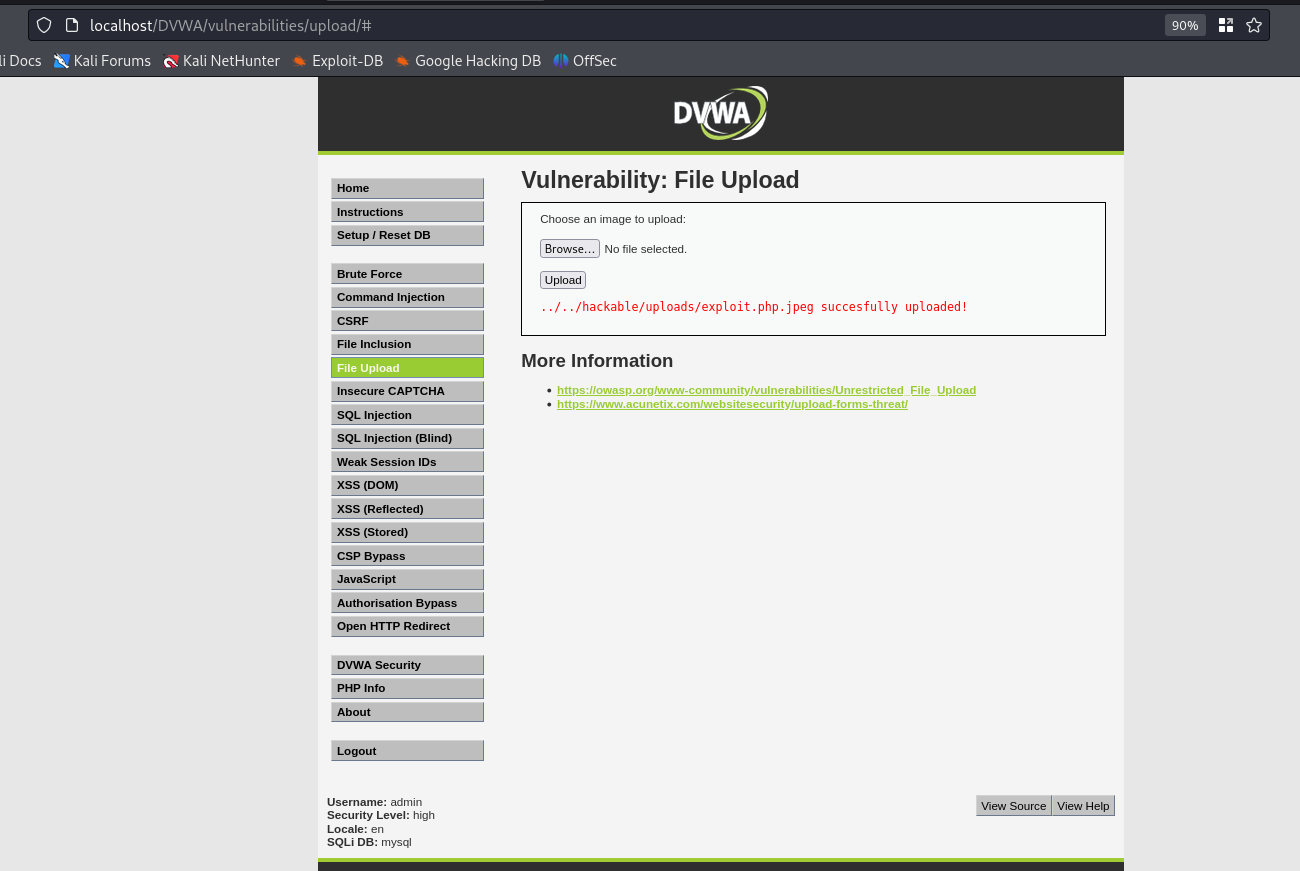 localhost/DVWA/vulnerabilities/upload/#
90%
li Docs
Kali Forums
Kali NetHunter
Exploit-DB
Google Hacking DB
OffSec
DVWA
Home
Instructions
Setup / Reset DB
Brute Force
Command Injection
CSRF
File Inclusion
File Upload
Insecure CAPTCHA
SQL Injection
SQL Injection (Blind)
Weak Session IDs
XSS (DOM)
XSS (Reflected)
XSS (Stored)
CSP Bypass
JavaScript
Authorisation Bypass
Open HTTP Redirect
DVWA Security
PHP Info
About
Logout
Vulnerability: File Upload
Choose an image to upload:
Browse... No file selected.
Upload
../../hackable/uploads/exploit.php.jpeg succesfully uploaded!
More Information
https://owasp.org/www-community/vulnerabilities/Unrestricted_File_Upload
https://www.acunetix.com/websitesecurity/upload-forms-threat/
Username: admin
Security Level: high
Locale: en
SQLi DB: mysql
View Source
View Help